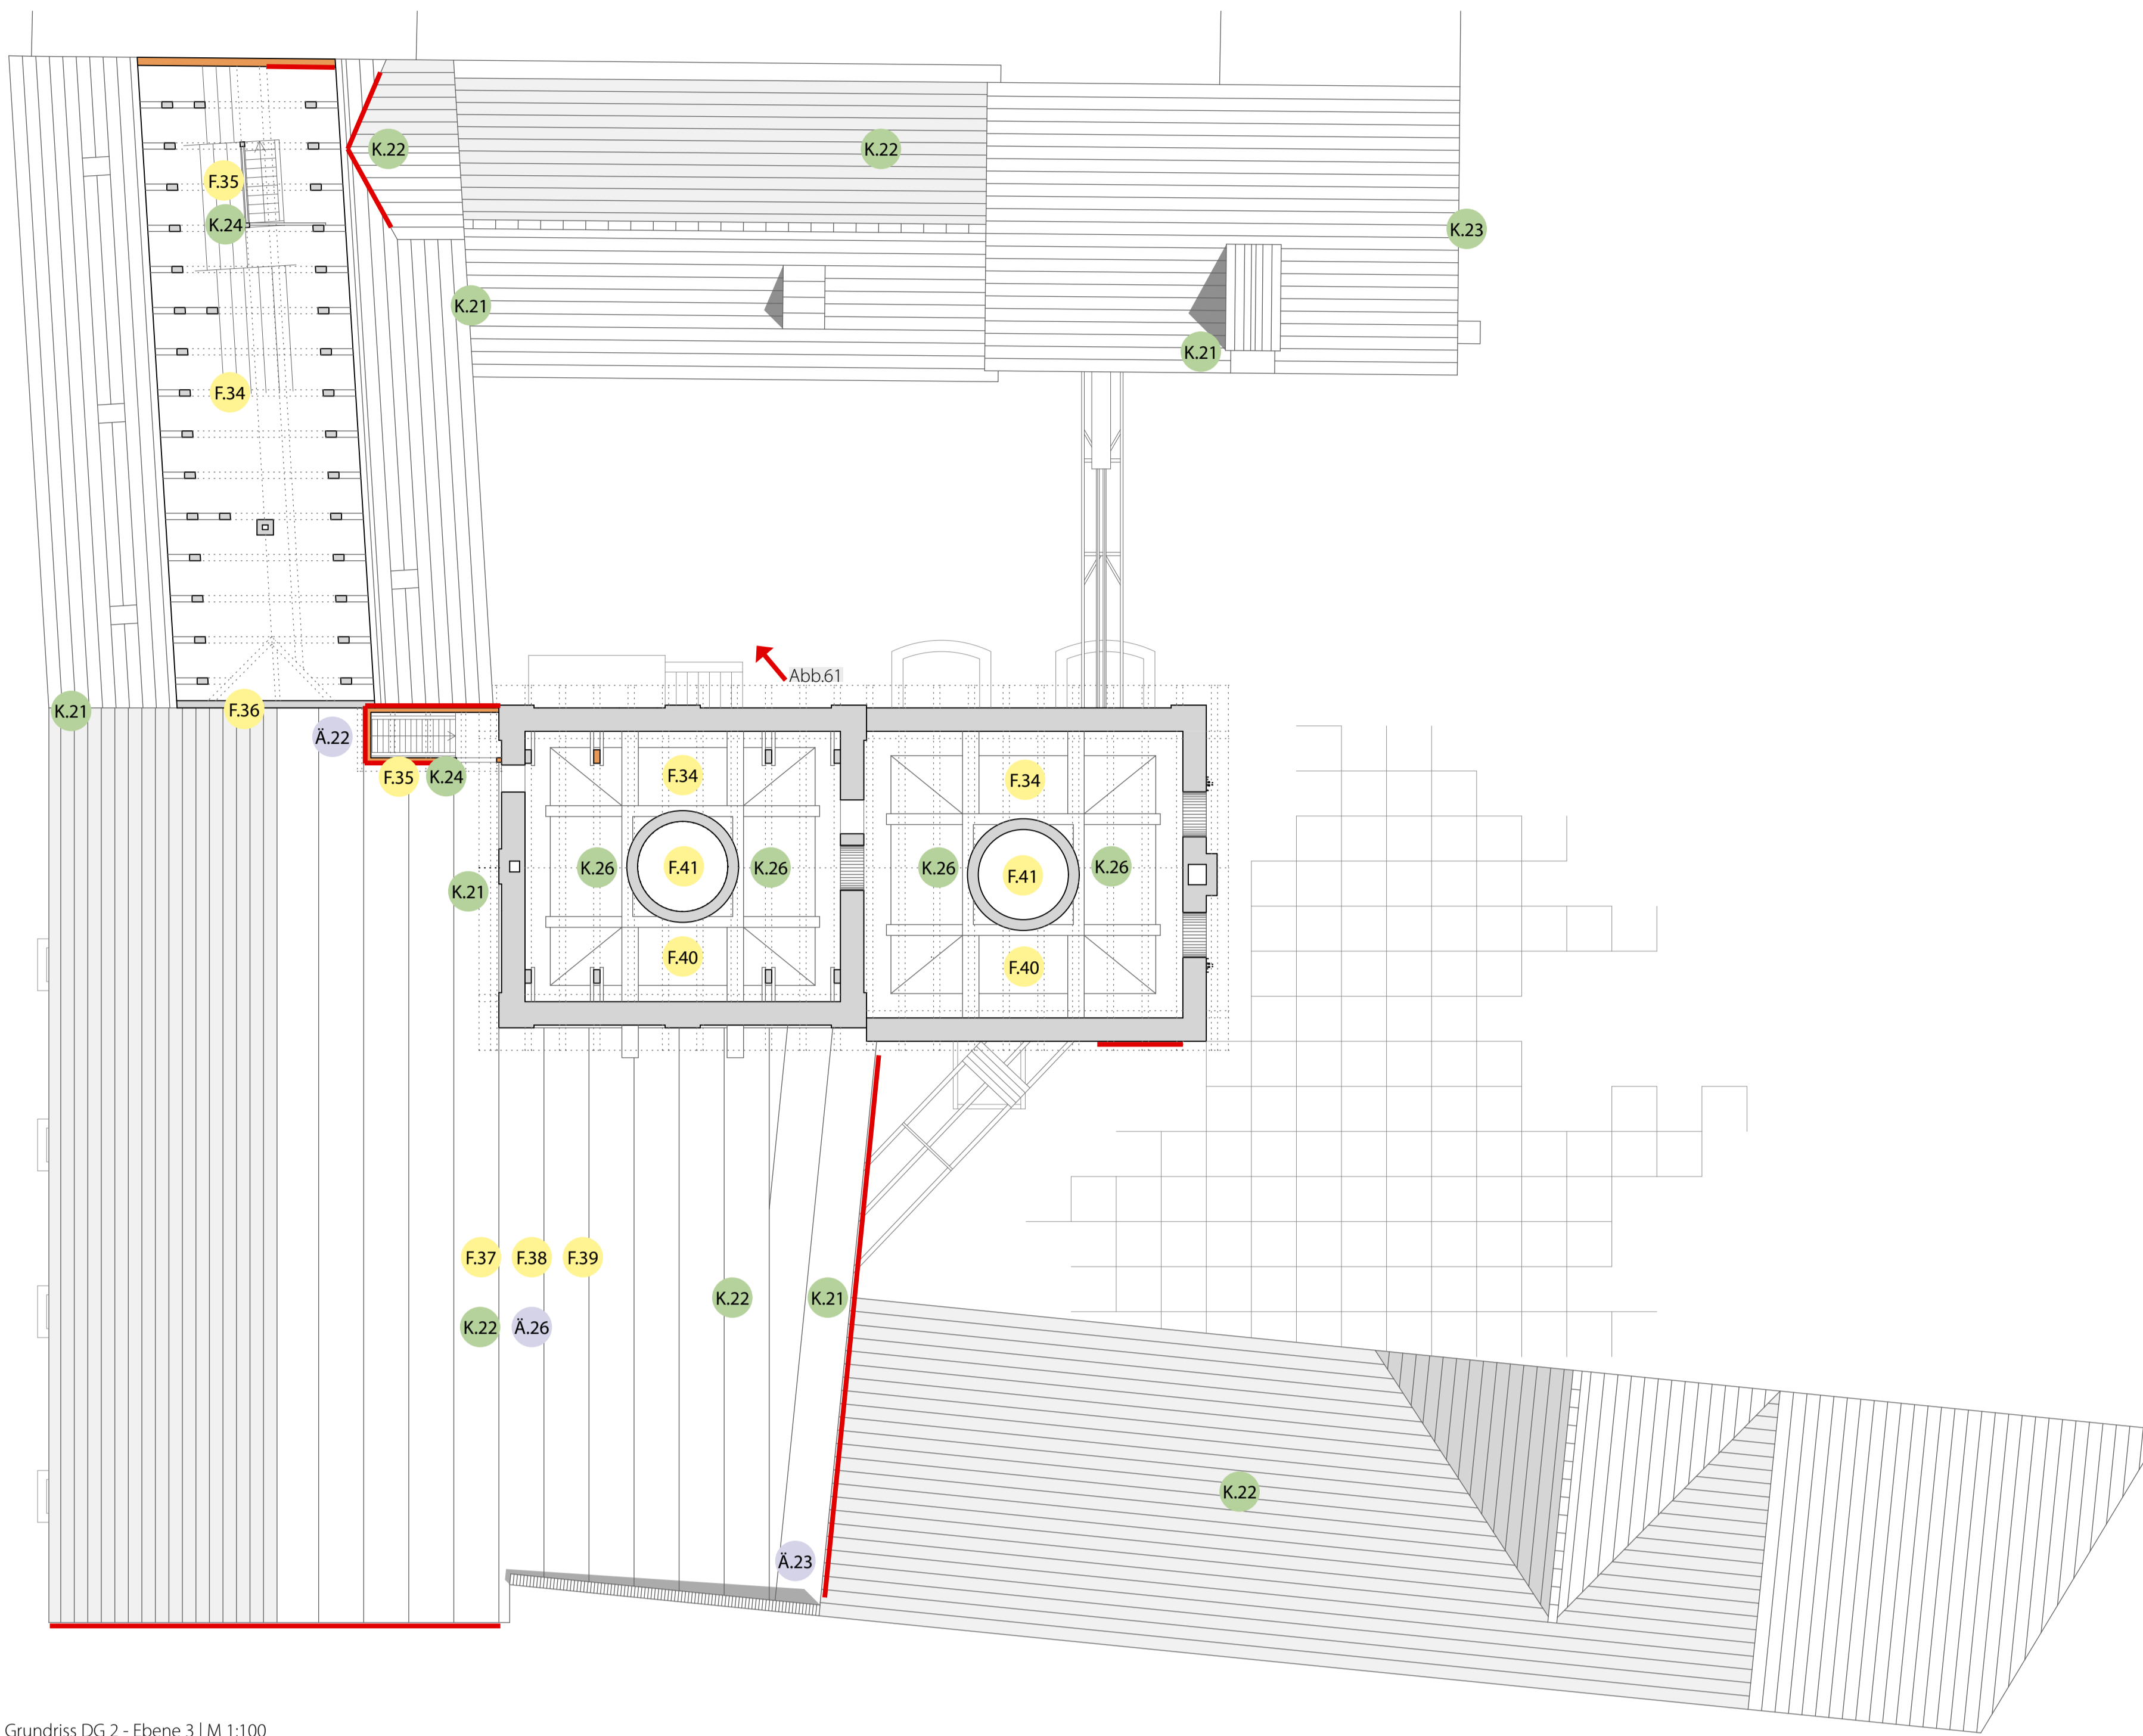 K.22
K.22
F.35
K.24
K.23
K.21
K.21
F.34
Abb.61
K.21
F.36
Ä.22
F.35
K.24
F.34
F.34
K.26
F.41
K.26
K.26
F.41
K.26
K.21
F.40
F.40
F.37
F.38
F.39
K.22
K.21
K.22
Ä.26
K.22
Ä.23
Grundriss DG 2 - Ebene 3 | M 1:100